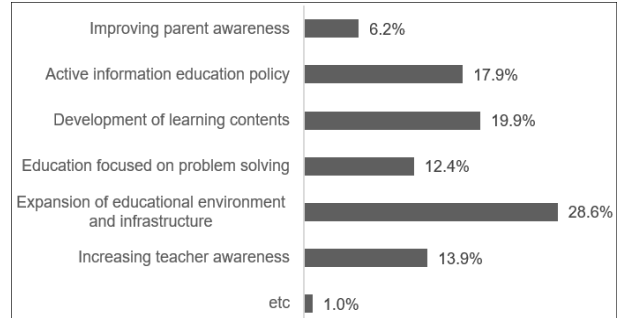 Improving parent awareness 6.2%
Active information education policy 17.9%
Development of learning contents 19.9%
Education focused on problem solving 12.4%
Expansion of educational environment
and infrastructure 28.6%
Increasing teacher awareness 13.9%
etc 1.0%